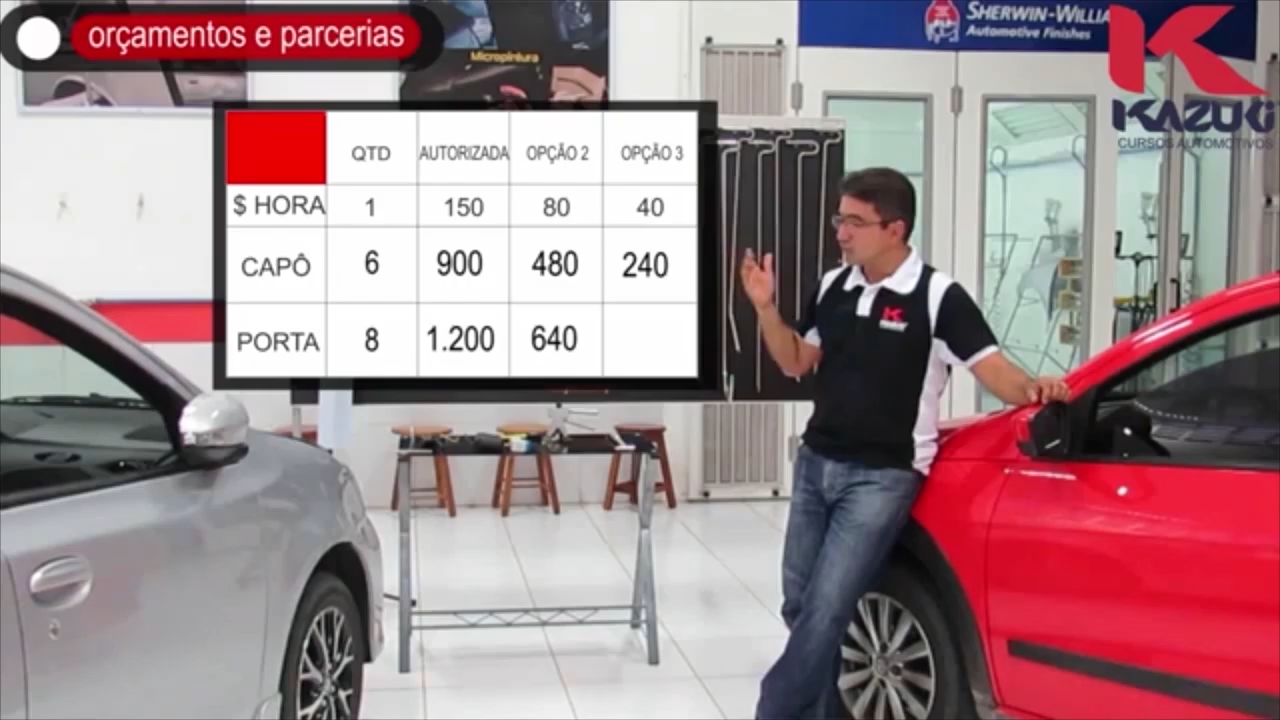 orçamentos e parcerias
Micropintura
SHERWIN-WILLIA
Automotive Finishes
KAZUKI
CURSOS AUTOMOTIVOS
QTD AUTORIZADA OPÇÃO 2 OPÇÃO 3
$ HORA 1 150 80 40
CAPÔ 6 900 480 240
PORTA 8 1.200 640